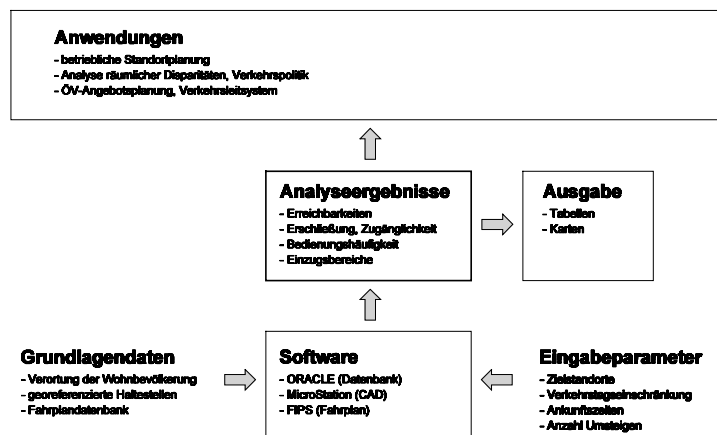 Anwendungen
- betriebliche Standortplanung
- Analyse räumlicher Disparitäten, Verkehrspolitik
- ÖV-Angebotsplanung, Verkehrsleitsystem
Analyseergebnisse
- Erreichbarkeiten
- Erschließung, Zugänglichkeit
- Bedienungshäufigkeit
- Einzugsbereiche
Ausgabe
- Tabellen
- Karten
Grundlagendaten
- Verortung der Wohnbevölkerung
- georeferenzierte Haltestellen
- Fahrplandatenbank
Software
- ORACLE (Datenbank)
- MicroStation (CAD)
- FIPS (Fahrplan)
Eingabeparameter
- Zielstandorte
- Verkehrstageseinschränkung
- Ankunftszeiten
- Anzahl Umsteigen